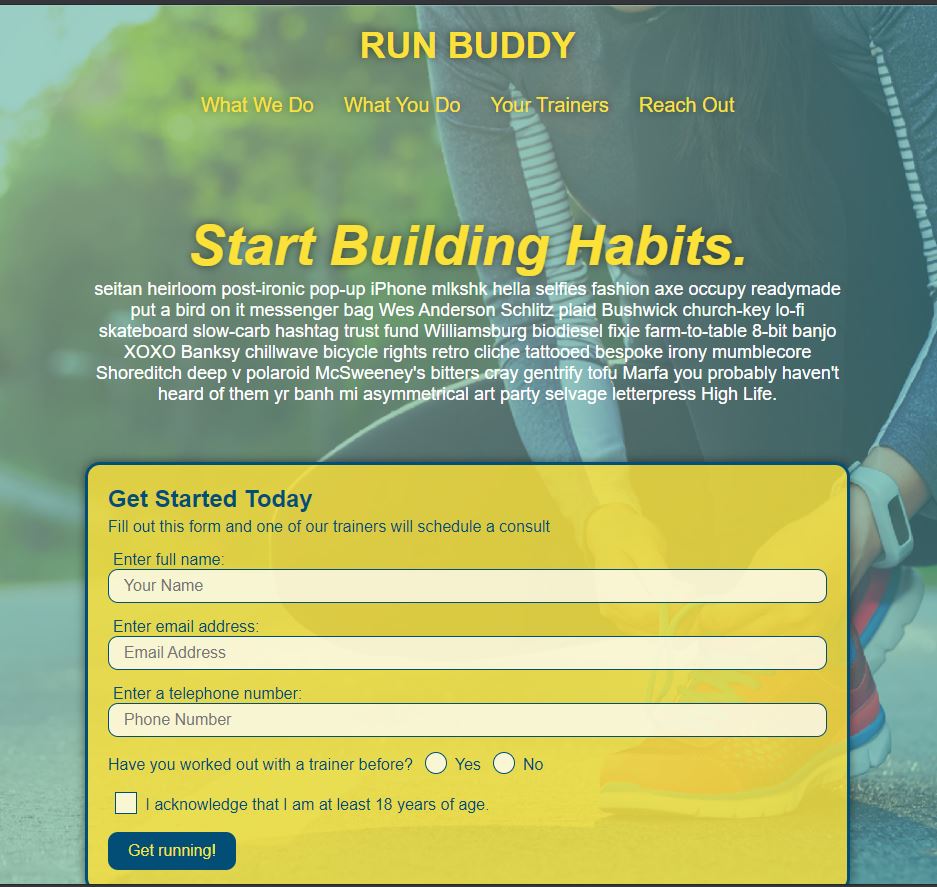 RUN BUDDY
What We Do What You Do Your Trainers Reach Out
Start Building Habits.
seitan heirloom post-ironic pop-up iPhone mlkshk hella selfies fashion axe occupy readymade
put a bird on it messenger bag Wes Anderson Schlitz plaid Bushwick church-key lo-fi
skateboard slow-carb hashtag trust fund Williamsburg biodiesel fixie farm-to-table 8-bit banjo
XOXO Banksy chillwave bicycle rights retro cliche tattooed bespoke irony mumblecore
Shoreditch deep v polaroid McSweeney's bitters cray gentrify tofu Marfa you probably haven't
heard of them yr banh mi asymmetrical art party selvage letterpress High Life.
Get Started Today
Fill out this form and one of our trainers will schedule a consult
Enter full name:
Your Name
Enter email address:
Email Address
Enter a telephone number:
Phone Number
Have you worked out with a trainer before? Yes No
I acknowledge that I am at least 18 years of age.
Get running!